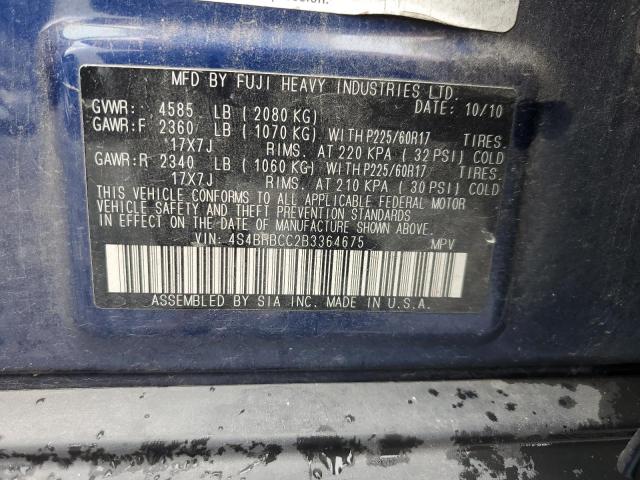 MFD BY FUJI HEAVY INDUSTRIES LTD.
DATE: 10/10
GVWR: 4585 LB (2080 KG)
GAWR:F 2360 LB (1070 KG) WITH P225/60R17 TIRES.
17X7J RIMS. AT 220 KPA (32 PSI) COLD
GAWR:R 2340 LB (1060 KG) WITH P225/60R17 TIRES.
17X7J RIMS. AT 210 KPA (30 PSI) COLD
THIS VEHICLE CONFORMS TO ALL APPLICABLE FEDERAL MOTOR
VEHICLE SAFETY AND THEFT PREVENTION STANDARDS
IN EFFECT ON THE DATE OF MANUFACTURE SHOWN ABOVE.
VIN: 4S4BRBCC2B3364675 MPV
ASSEMBLED BY SIA INC. MADE IN U.S.A.